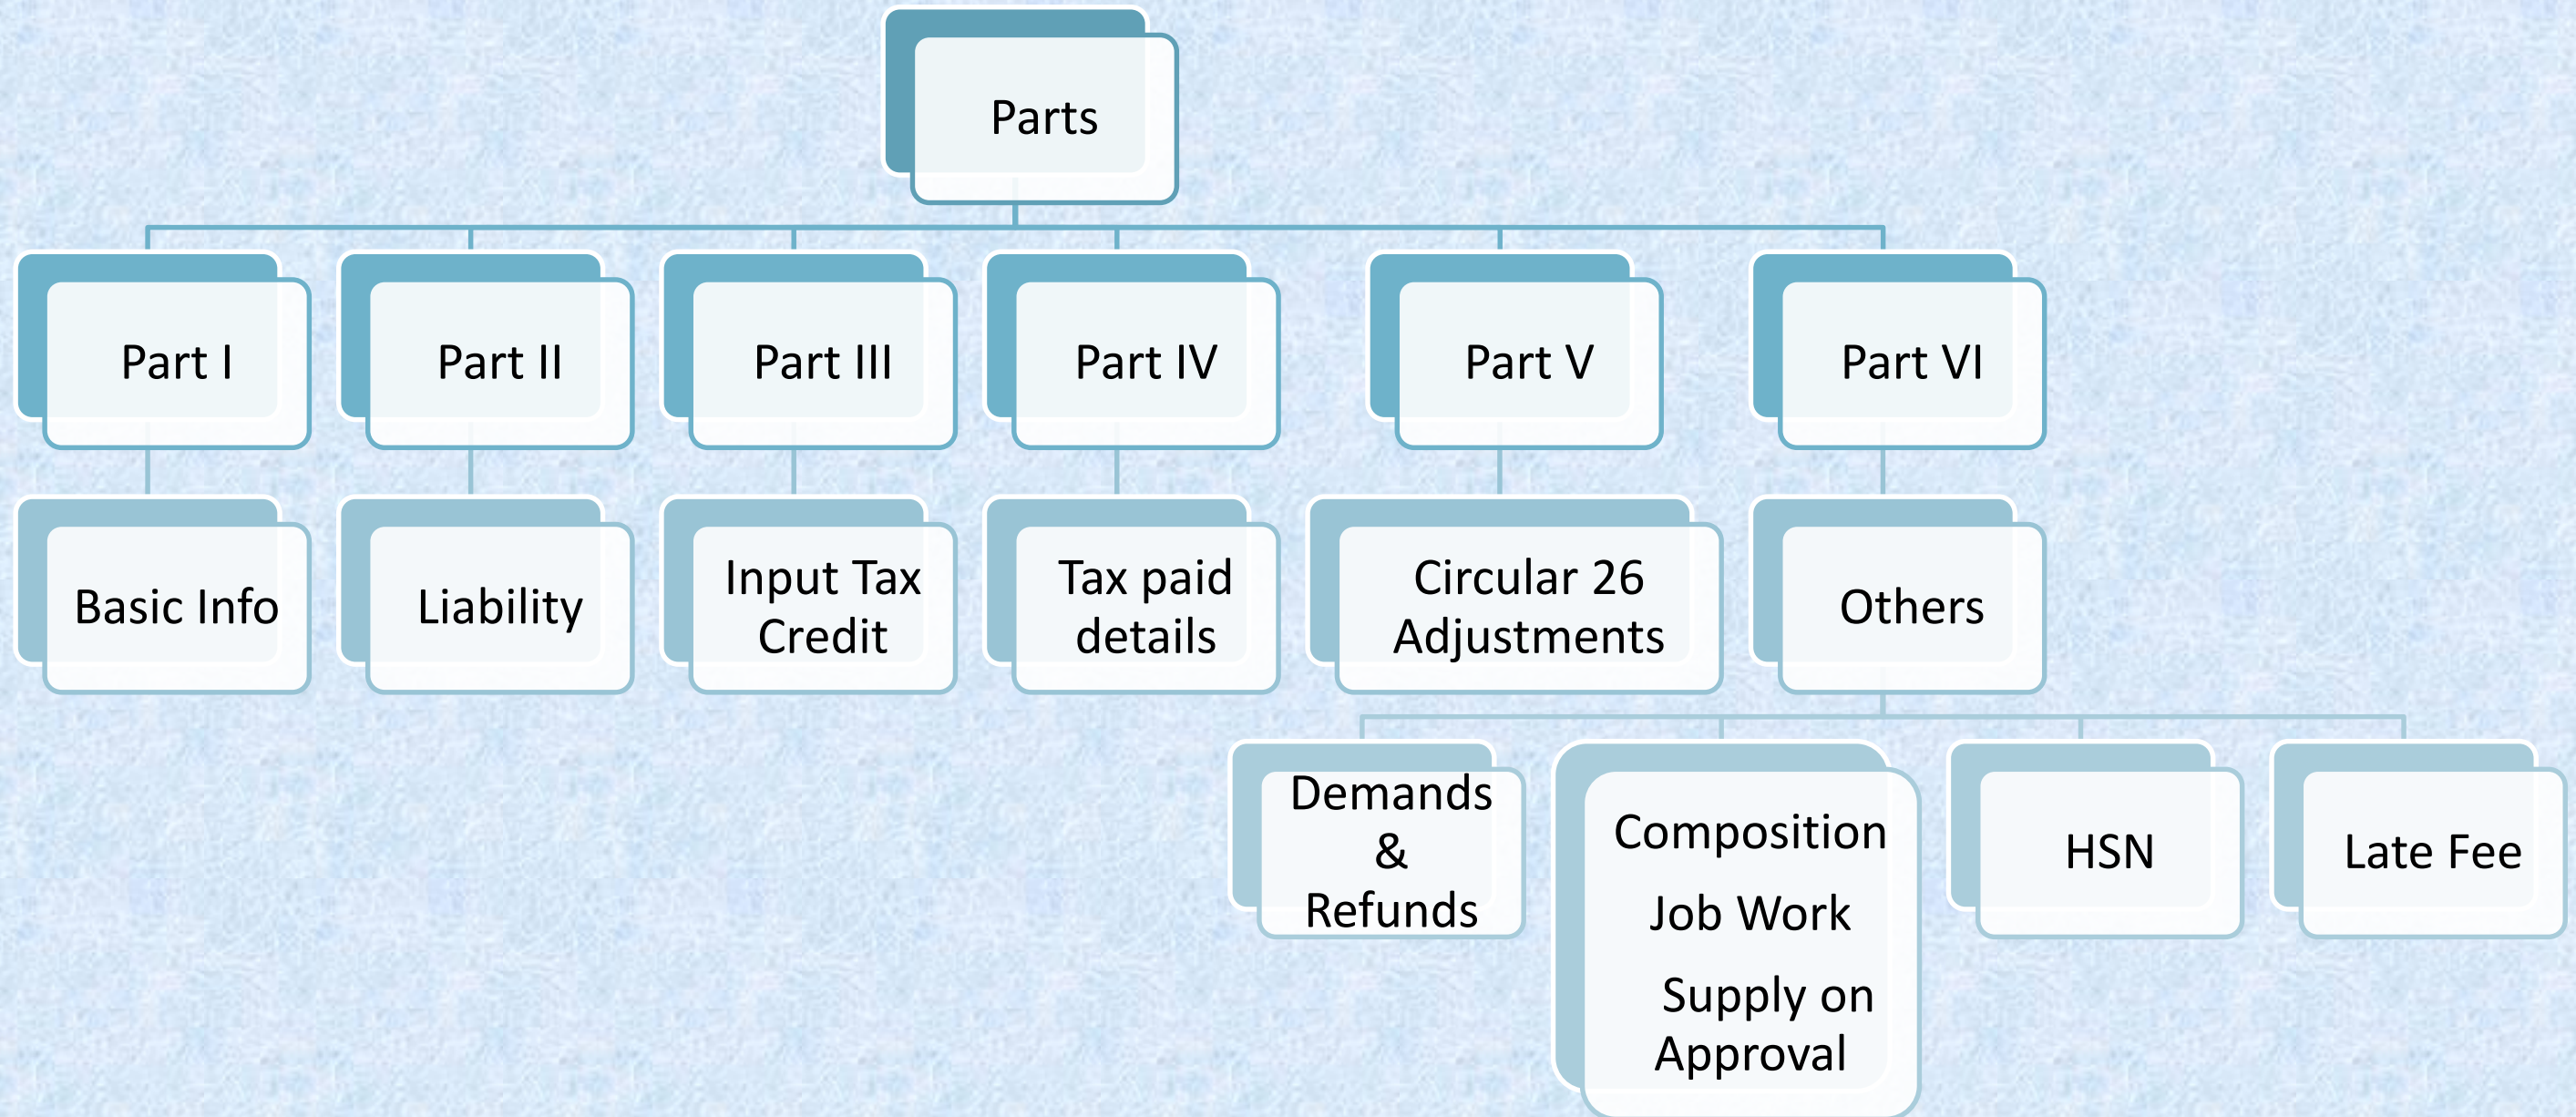 Parts
Part I
Part II
Part III
Part IV
Part V
Part VI
Basic Info
Liability
Input Tax
Credit
Tax paid
details
Circular 26
Adjustments
Others
Demands
&
Refunds
Composition
Job Work
Supply on
Approval
HSN
Late Fee